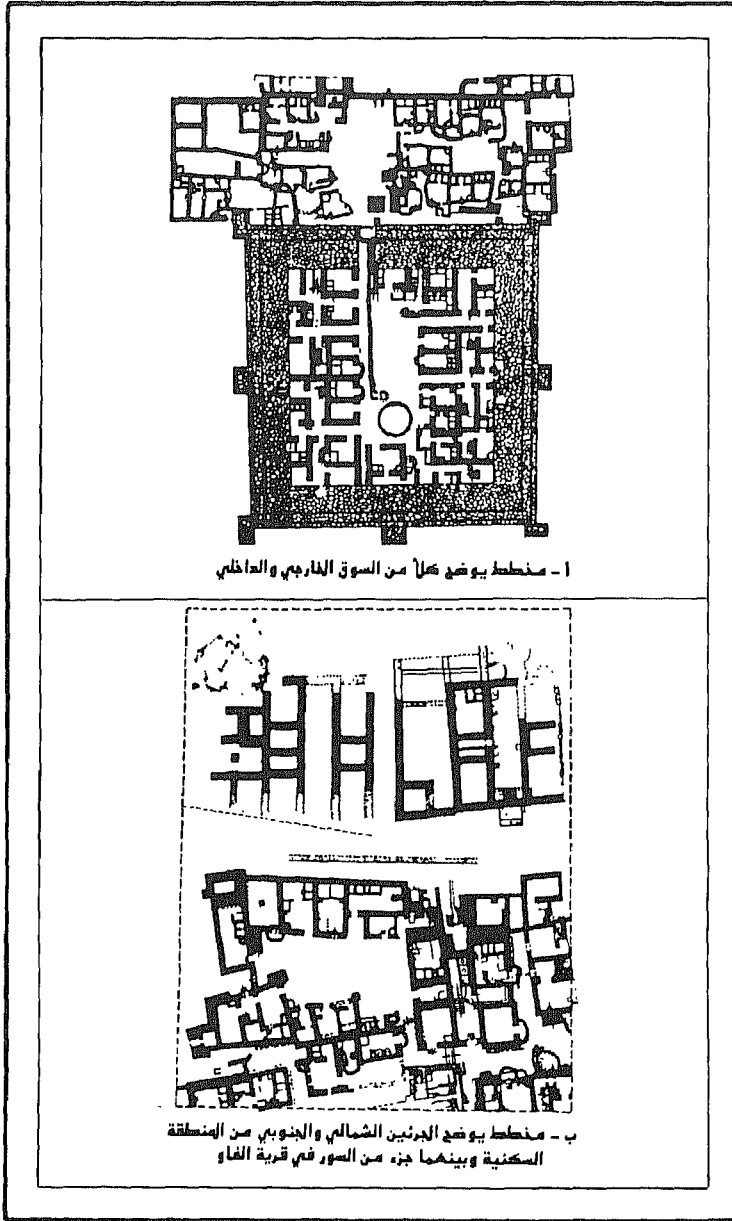 أ - مخطط يوضح كلاً من السوق الخارجي والداخلي
ب - مخطط يوضح الجزئين الشمالي والجنوبي من المنطقة
السكنية وبينهما جزء من السور في قرية الفاو